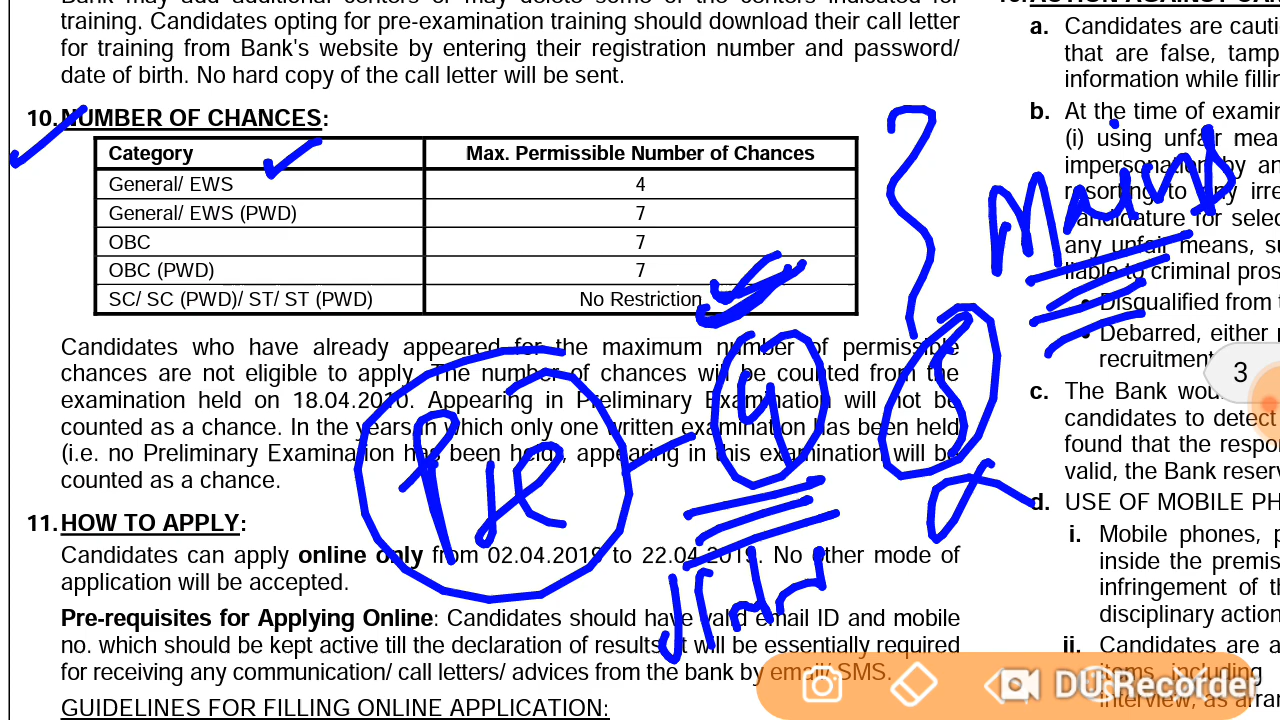 Bank may add additional centers or may delete some of the centers indicated for
training. Candidates opting for pre-examination training should download their call letter
for training from Bank's website by entering their registration number and password/
date of birth. No hard copy of the call letter will be sent.
10. NUMBER OF CHANCES:
Category Max. Permissible Number of Chances
General/ EWS 4
General/ EWS (PWD) 7
OBC 7
OBC (PWD) 7
SC/ SC (PWD)/ ST/ ST (PWD) No Restriction
Candidates who have already appeared for the maximum number of permissible
chances are not eligible to apply. The number of chances will be counted from the
examination held on 18.04.2010. Appearing in Preliminary Examination will not be
counted as a chance. In the years in which only one written examination has been held
(i.e. no Preliminary Examination has been held), appearing in this examination will be
counted as a chance.
Pre
11. HOW TO APPLY:
Candidates can apply online only from 02.04.2019 to 22.04.2019. No other mode of
application will be accepted.
Pre-requisites for Applying Online: Candidates should have valid email ID and mobile
no. which should be kept active till the declaration of results. It will be essentially required
for receiving any communication/ call letters/ advices from the bank by email/ SMS.
GUIDELINES FOR FILLING ONLINE APPLICATION:
a. Candidates are cauti
that are false, tamp
information while fillin
b. At the time of examin
(i) using unfair mea
impersonation by an
resorting to any irre
candidature for selec
any unfair means, su
liable to criminal pros
• Disqualified from t
• Debarred, either p
recruitment
Mains
3
c. The Bank wou
candidates to detect
found that the respo
valid, the Bank reserv
d. USE OF MOBILE PH
i. Mobile phones, p
inside the premis
infringement of th
disciplinary action
ii. Candidates are a
items including
interview, as arran
DU Recorder